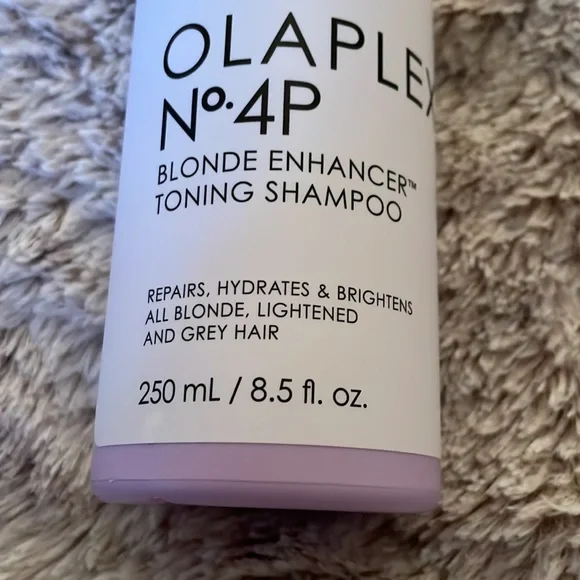 OLAPLEX
Nº.4P
BLONDE ENHANCER™
TONING SHAMPOO
REPAIRS, HYDRATES & BRIGHTENS
ALL BLONDE, LIGHTENED
AND GREY HAIR
250 mL / 8.5 fl. oz.